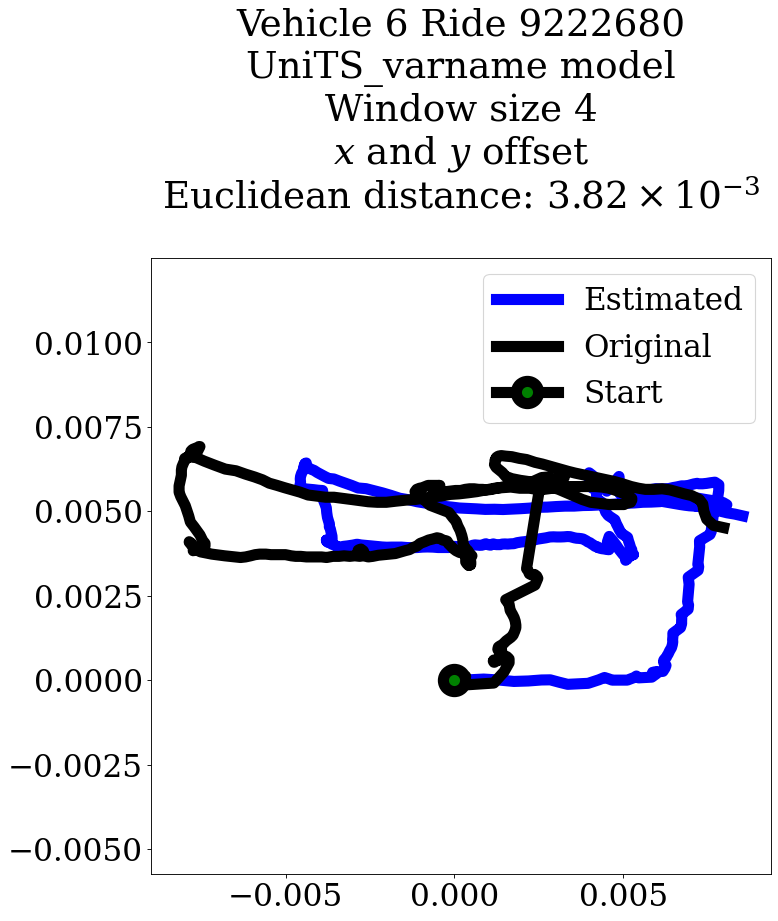 Vehicle 6 Ride 9222680
UniTS_varname model
Window size 4
x and y offset
Euclidean distance: 3.82 × 10⁻³
Estimated
Original
Start
0.0100
0.0075
0.0050
0.0025
0.0000
−0.0025
−0.0050
−0.005 0.000 0.005